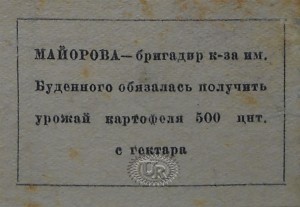 МАЙОРОВА—бригадир к-за им.
Буденного обязалась получить
урожай картофеля 500 цнт.
с гектара